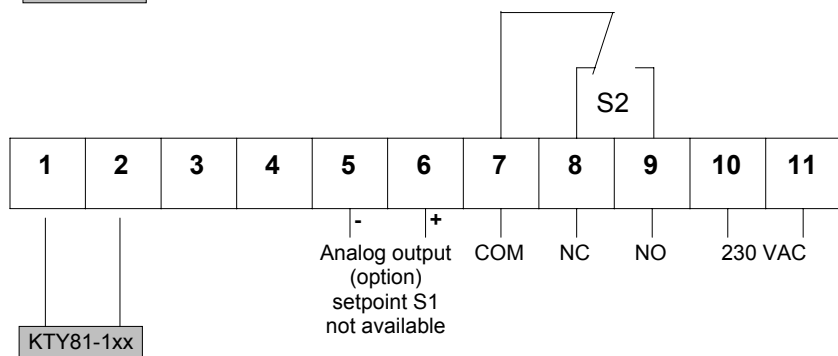 S2
1 2 3 4 5 6 7 8 9 10 11
- +
Analog output COM NC NO 230 VAC
(option)
setpoint S1
not available
KTY81-1xx